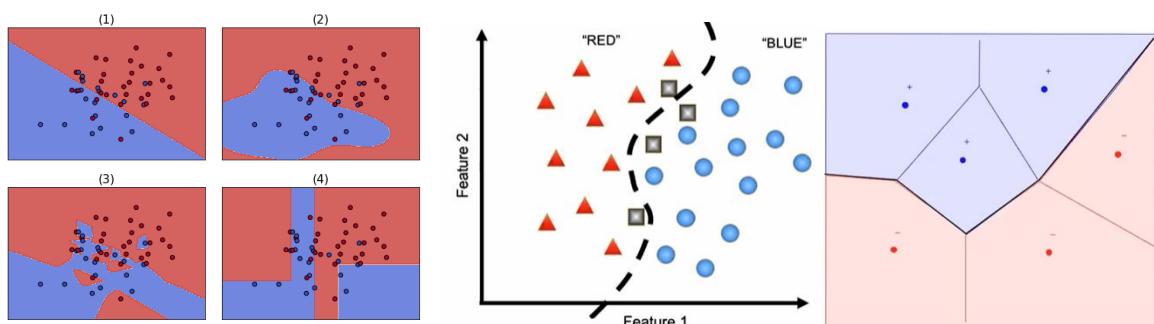 (1)
(2)
(3)
(4)
"RED"
"BLUE"
Feature 2
Feature 1
+
+
+
−
−
−